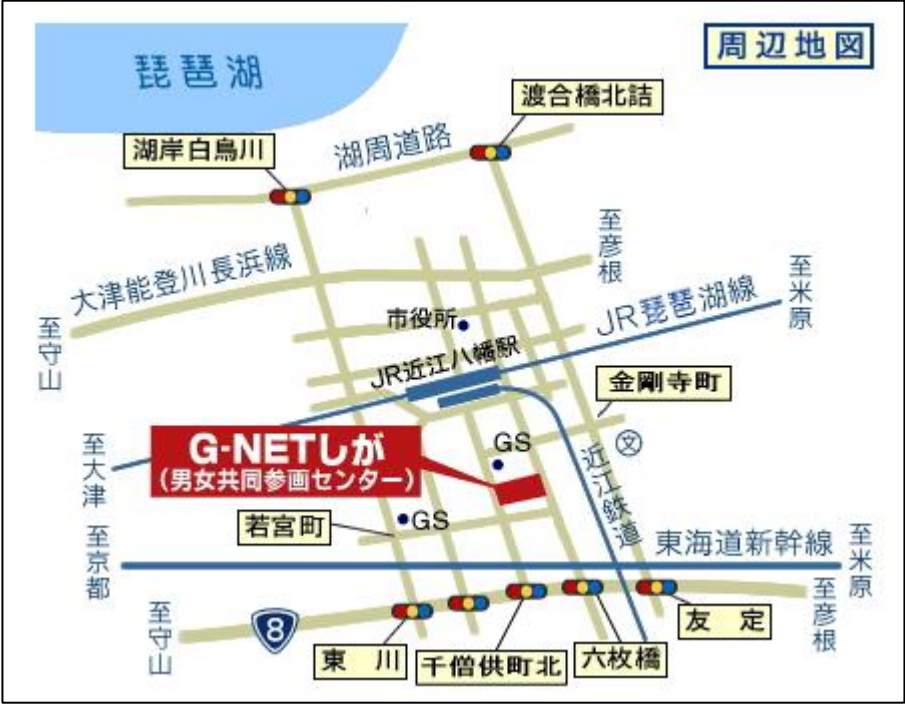 周辺地図
琵琶湖
渡合橋北詰
湖岸白鳥川
湖周道路
至彦根
大津能登川長浜線
至米原
JR琵琶湖線
市役所
至守山
JR近江八幡駅
金剛寺町
G-NETしが
(男女共同参画センター)
GS
文
至大津
近江鉄道
GS
若宮町
至京都
東海道新幹線
至米原
至守山
8
至彦根
東川
千僧供町北
六枚橋
友定